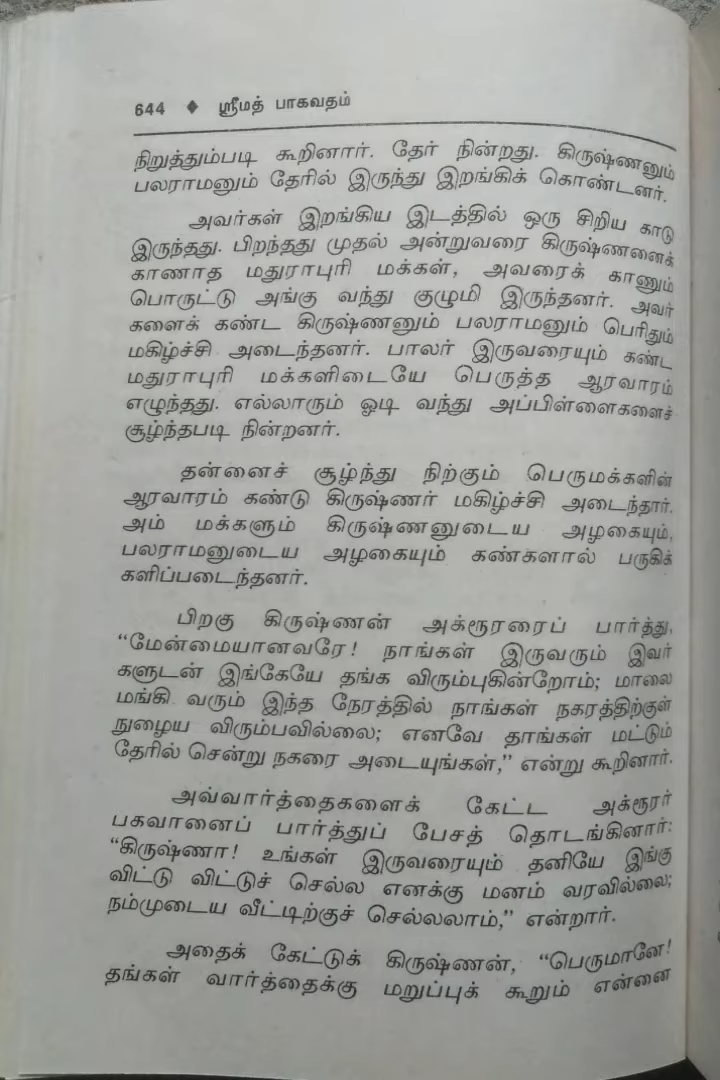 644 ◆ ஸ்ரீமத் பாகவதம்
நிறுத்தும்படி கூறினார். தேர் நின்றது. கிருஷ்ணனும்
பலராமனும் தேரில் இருந்து இறங்கிக் கொண்டனர்.
அவர்கள் இறங்கிய இடத்தில் ஒரு சிறிய காடு
இருந்தது. பிறந்தது முதல் அன்றுவரை கிருஷ்ணனைக்
காணாத மதுராபுரி மக்கள், அவரைக் காணும்
பொருட்டு அங்கு வந்து குழுமி இருந்தனர். அவர்
களைக் கண்ட கிருஷ்ணனும் பலராமனும் பெரிதும்
மகிழ்ச்சி அடைந்தனர். பாலர் இருவரையும் கண்ட
மதுராபுரி மக்களிடையே பெருத்த ஆரவாரம்
எழுந்தது. எல்லாரும் ஓடி வந்து அப்பிள்ளைகளைச்
சூழ்ந்தபடி நின்றனர்.
தன்னைச் சூழ்ந்து நிற்கும் பெருமக்களின்
ஆரவாரம் கண்டு கிருஷ்ணர் மகிழ்ச்சி அடைந்தார்.
அம் மக்களும் கிருஷ்ணனுடைய அழகையும்,
பலராமனுடைய அழகையும் கண்களால் பருகிக்
களிப்படைந்தனர்.
பிறகு கிருஷ்ணன் அக்ரூரரைப் பார்த்து,
“மேன்மையானவரே! நாங்கள் இருவரும் இவர்
களுடன் இங்கேயே தங்க விரும்புகின்றோம்; மாலை
மங்கி வரும் இந்த நேரத்தில் நாங்கள் நகரத்திற்குள்
நுழைய விரும்பவில்லை; எனவே தாங்கள் மட்டும்
தேரில் சென்று நகரை அடையுங்கள்,” என்று கூறினார்.
அவ்வார்த்தைகளைக் கேட்ட அக்ரூரர்
பகவானைப் பார்த்துப் பேசத் தொடங்கினார்:
“கிருஷ்ணா! உங்கள் இருவரையும் தனியே இங்கு
விட்டு விட்டுச் செல்ல எனக்கு மனம் வரவில்லை;
நம்முடைய வீட்டிற்குச் செல்லலாம்,” என்றார்.
அதைக் கேட்டுக் கிருஷ்ணன், “பெருமானே!
தங்கள் வார்த்தைக்கு மறுப்புக் கூறும் என்னை